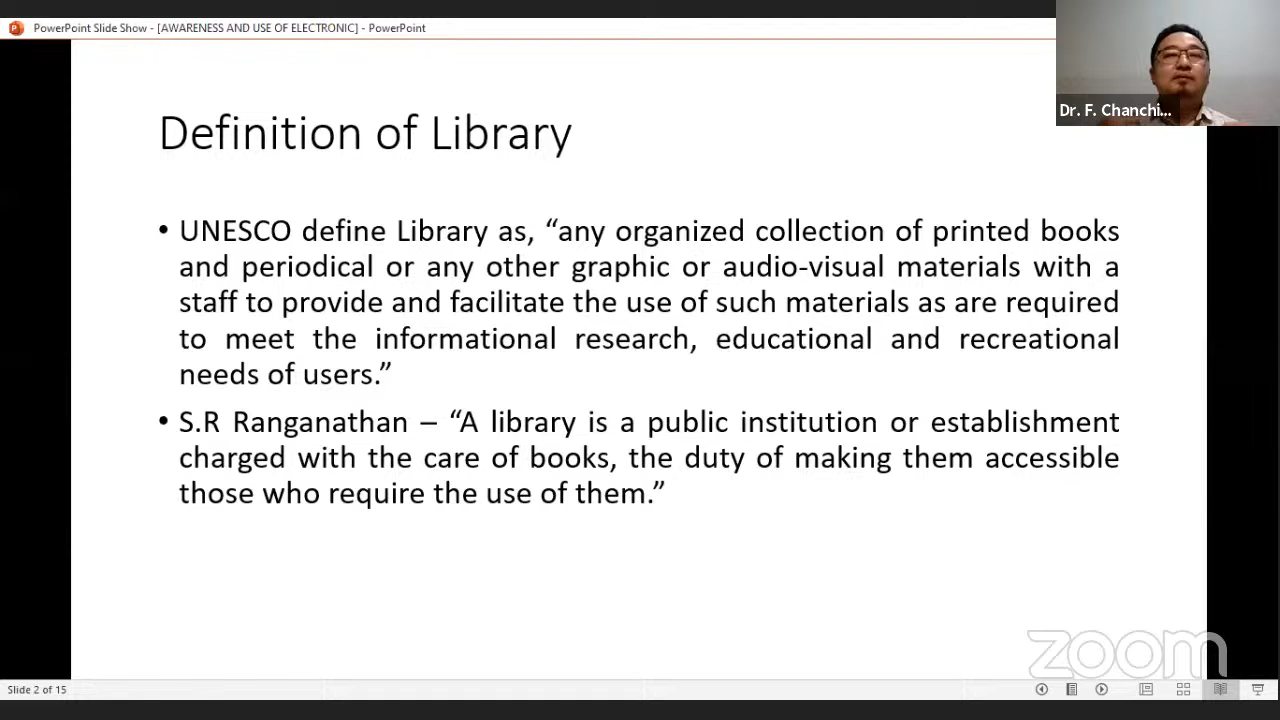 PowerPoint Slide Show - [AWARENESS AND USE OF ELECTRONIC] - PowerPoint
Dr. F. Chanchi...
Definition of Library
• UNESCO define Library as, “any organized collection of printed books
and periodical or any other graphic or audio-visual materials with a
staff to provide and facilitate the use of such materials as are required
to meet the informational research, educational and recreational
needs of users.”
• S.R Ranganathan – “A library is a public institution or establishment
charged with the care of books, the duty of making them accessible
those who require the use of them.”
zoom
Slide 2 of 15